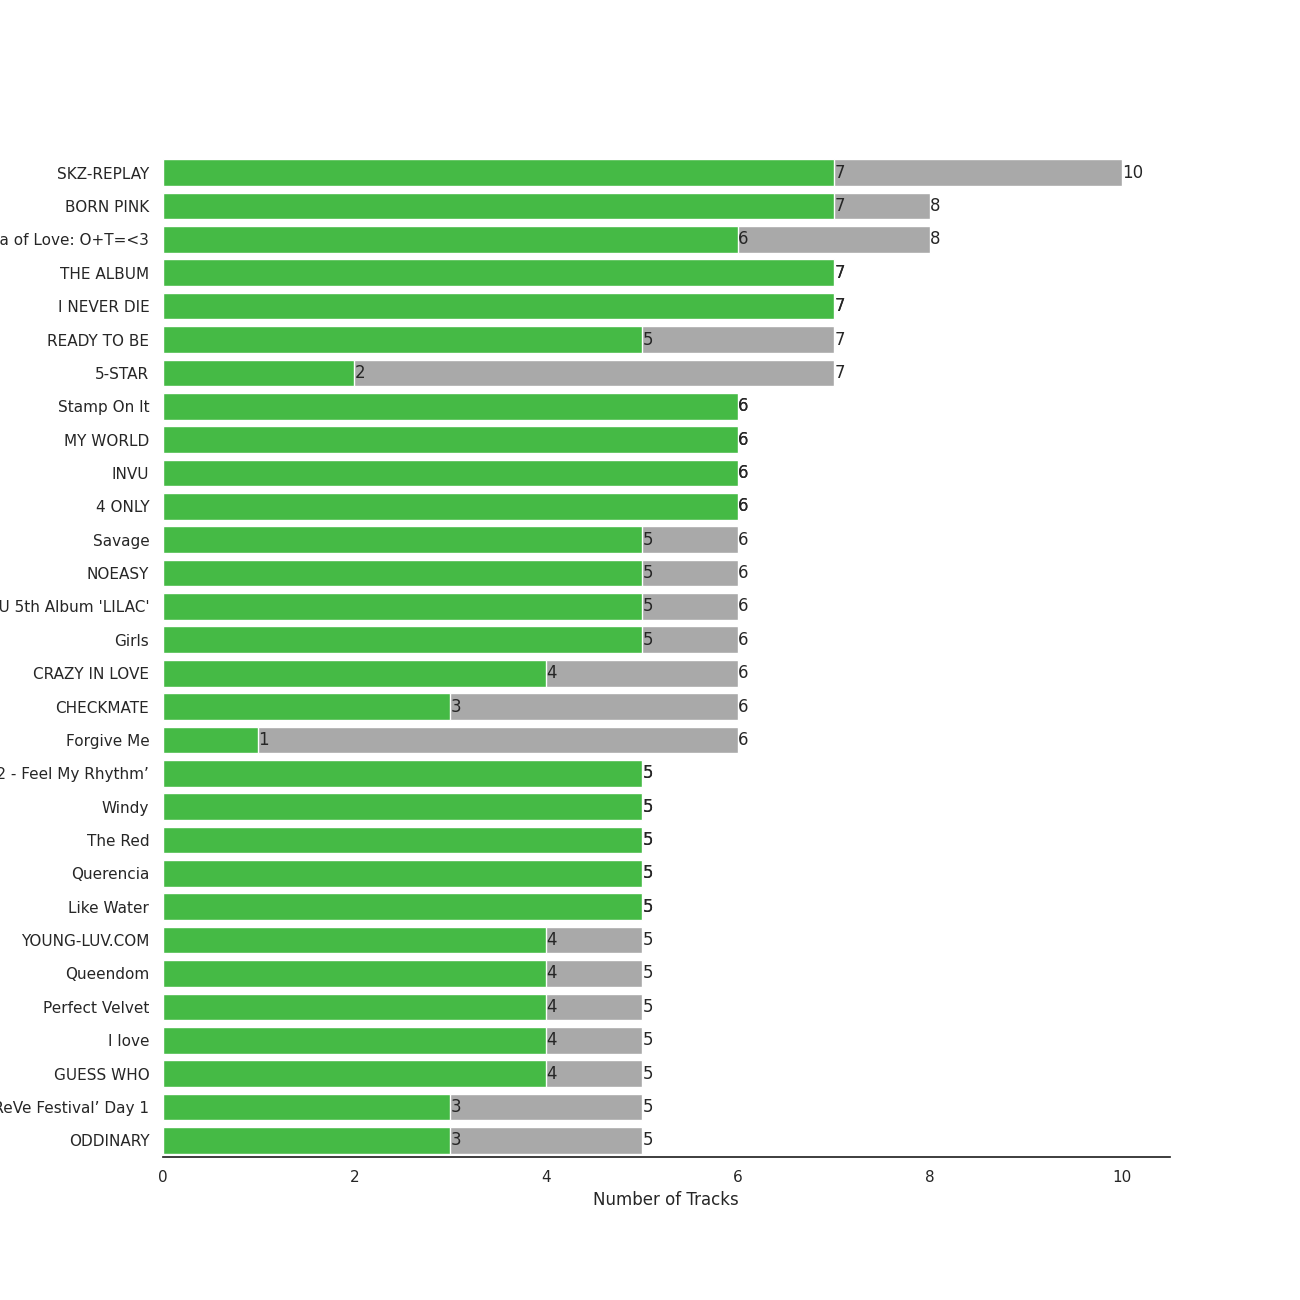 SKZ-REPLAY 7 10
BORN PINK 7 8
a of Love: O+T=<3 6 8
THE ALBUM 7
I NEVER DIE 7
READY TO BE 5 7
5-STAR 2 7
Stamp On It 6
MY WORLD 6
INVU 6
4 ONLY 6
Savage 5 6
NOEASY 5 6
U 5th Album 'LILAC' 5 6
Girls 5 6
CRAZY IN LOVE 4 6
CHECKMATE 3 6
Forgive Me 1 6
2 - Feel My Rhythm’ 5
Windy 5
The Red 5
Querencia 5
Like Water 5
YOUNG-LUV.COM 4 5
Queendom 4 5
Perfect Velvet 4 5
I love 4 5
GUESS WHO 4 5
ReVe Festival’ Day 1 3 5
ODDINARY 3 5
0 2 4 6 8 10
Number of Tracks